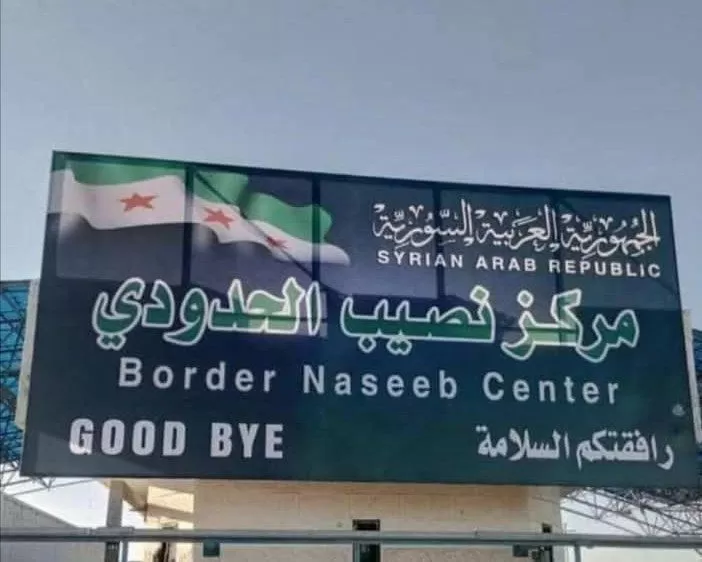 الجمهورية العربية السورية
SYRIAN ARAB REPUBLIC
مركز نصيب الحدودي
Border Naseeb Center
رافقتكم السلامة
GOOD BYE